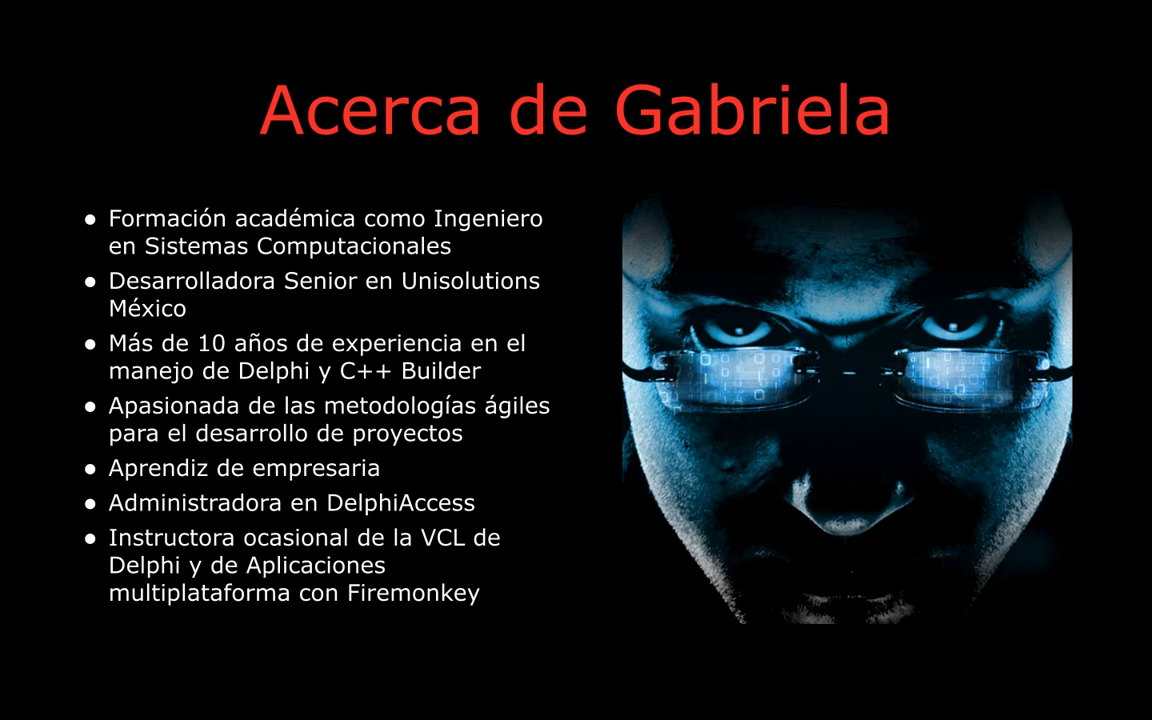 Acerca de Gabriela
● Formación académica como Ingeniero
en Sistemas Computacionales
● Desarrolladora Senior en Unisolutions
México
● Más de 10 años de experiencia en el
manejo de Delphi y C++ Builder
● Apasionada de las metodologías ágiles
para el desarrollo de proyectos
● Aprendiz de empresaria
● Administradora en DelphiAccess
● Instructora ocasional de la VCL de
Delphi y de Aplicaciones
multiplataforma con Firemonkey